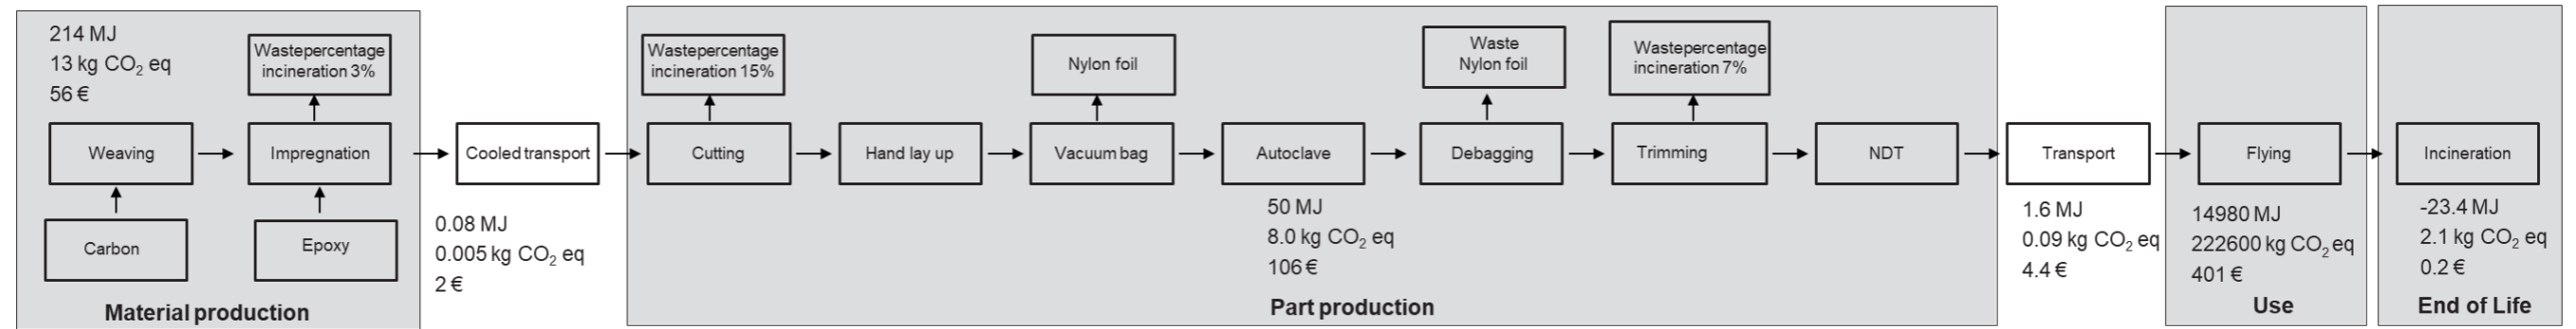 214 MJ
13 kg CO₂ eq
56 €
Wastepercentage
incineration 3%
Weaving
Impregnation
Carbon
Epoxy
Material production
Cooled transport
0.08 MJ
0.005 kg CO₂ eq
2 €
Wastepercentage
incineration 15%
Nylon foil
Waste
Nylon foil
Wastepercentage
incineration 7%
Cutting
Hand lay up
Vacuum bag
Autoclave
Debagging
Trimming
NDT
50 MJ
8.0 kg CO₂ eq
106 €
Part production
Transport
1.6 MJ
0.09 kg CO₂ eq
4.4 €
Flying
14980 MJ
222600 kg CO₂ eq
401 €
Use
Incineration
-23.4 MJ
2.1 kg CO₂ eq
0.2 €
End of Life